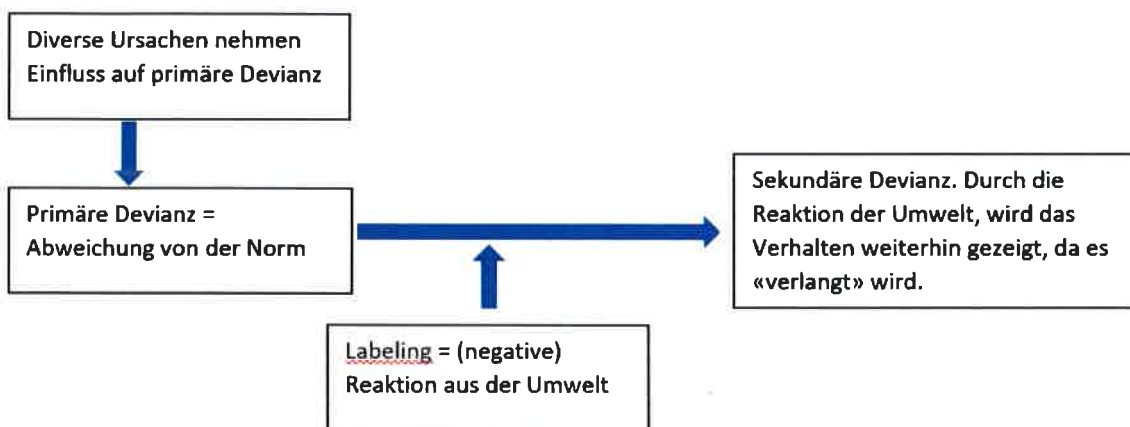 Diverse Ursachen nehmen
Einfluss auf primäre Devianz
Primäre Devianz =
Abweichung von der Norm
Labeling = (negative)
Reaktion aus der Umwelt
Sekundäre Devianz. Durch die
Reaktion der Umwelt, wird das
Verhalten weiterhin gezeigt, da es
«verlangt» wird.